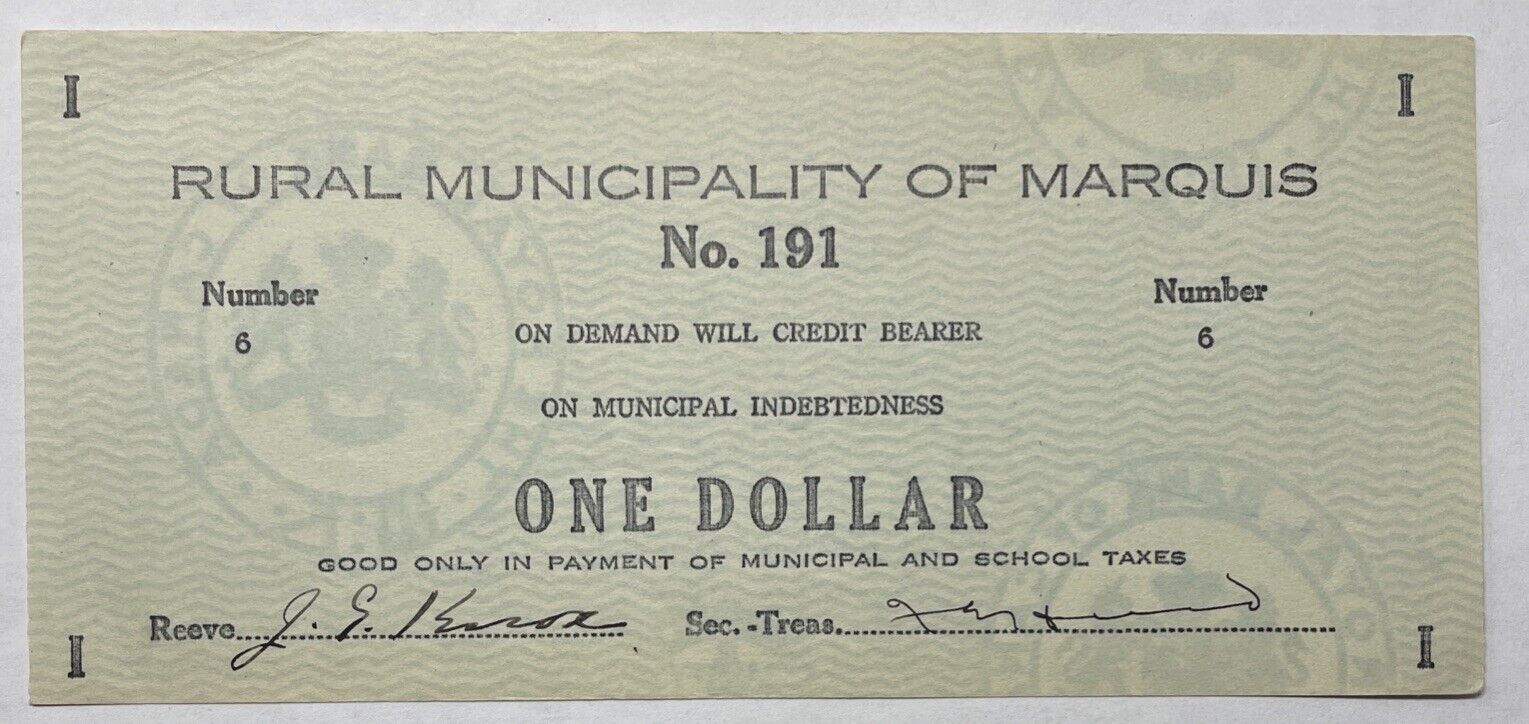 I I
RURAL MUNICIPALITY OF MARQUIS
No. 191
Number Number
6 6
ON DEMAND WILL CREDIT BEARER
ON MUNICIPAL INDEBTEDNESS
ONE DOLLAR
GOOD ONLY IN PAYMENT OF MUNICIPAL AND SCHOOL TAXES
Reeve J. E. Sec.-Treas.
I I